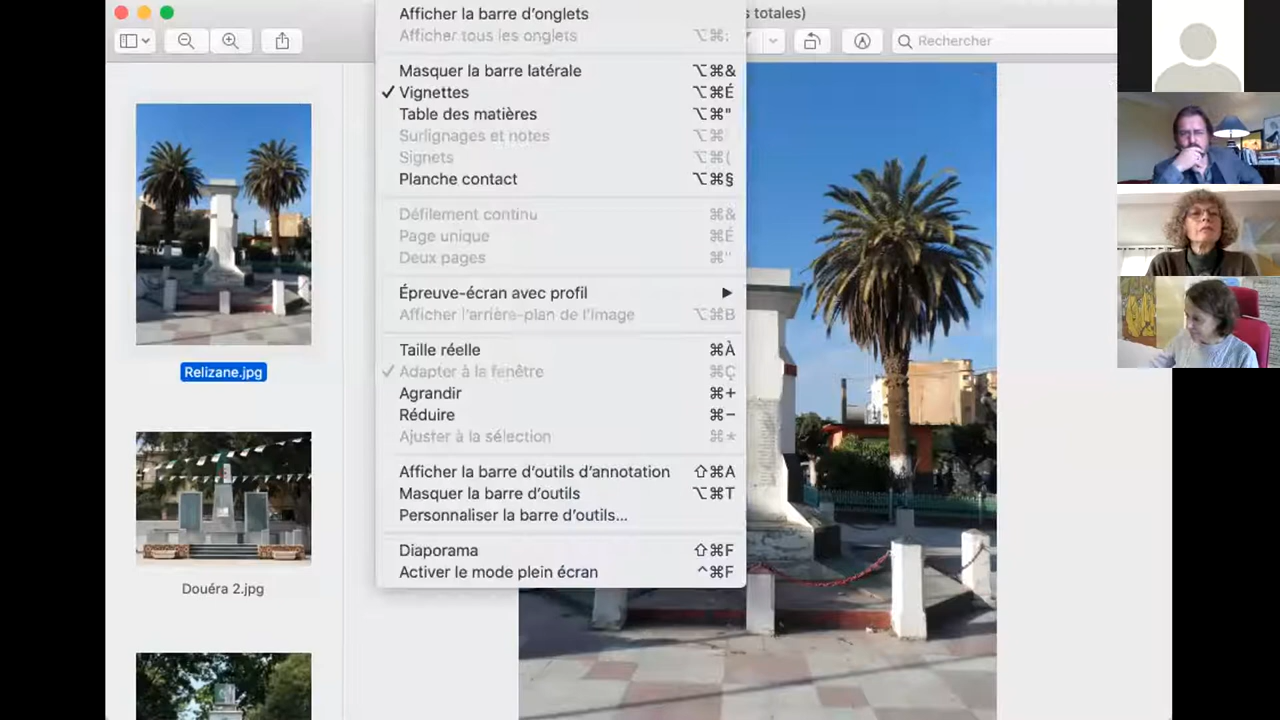 s totales)
Rechercher
Afficher la barre d'onglets
Afficher tous les onglets ⌥⌘:
Masquer la barre latérale ⌥⌘&
✓ Vignettes ⌥⌘É
Table des matières ⌥⌘"
Surlignages et notes ⌥⌘'
Signets ⌥⌘(
Planche contact ⌥⌘§
Défilement continu ⌘&
Page unique ⌘É
Deux pages ⌘"
Épreuve-écran avec profil ▶
Afficher l'arrière-plan de l'image ⌥⌘B
Taille réelle ⌘À
✓ Adapter à la fenêtre ⌘Ç
Agrandir ⌘+
Réduire ⌘−
Ajuster à la sélection ⌘*
Afficher la barre d'outils d'annotation ⇧⌘A
Masquer la barre d'outils ⌥⌘T
Personnaliser la barre d'outils...
Diaporama ⇧⌘F
Activer le mode plein écran ^⌘F
Relizane.jpg
Douéra 2.jpg